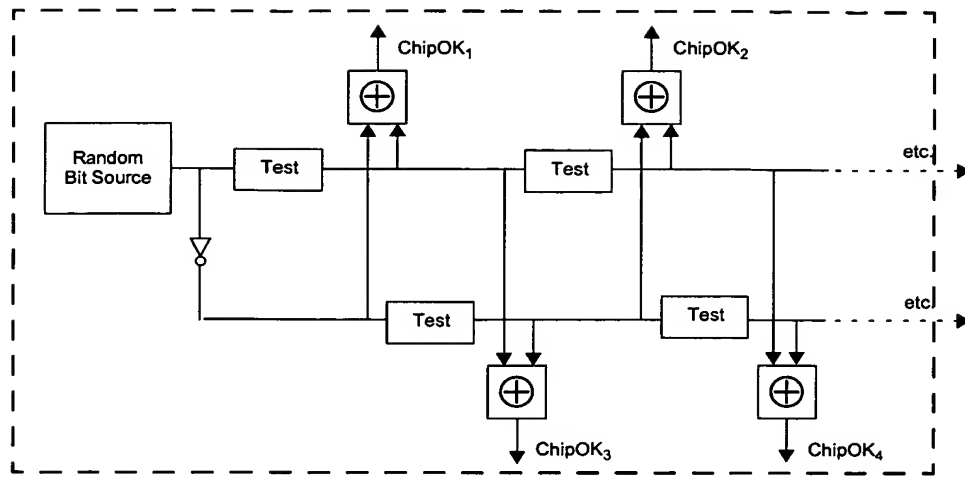 ChipOK₁
ChipOK₂
Random
Bit Source
Test
Test
etc.
Test
Test
etc.
ChipOK₃
ChipOK₄